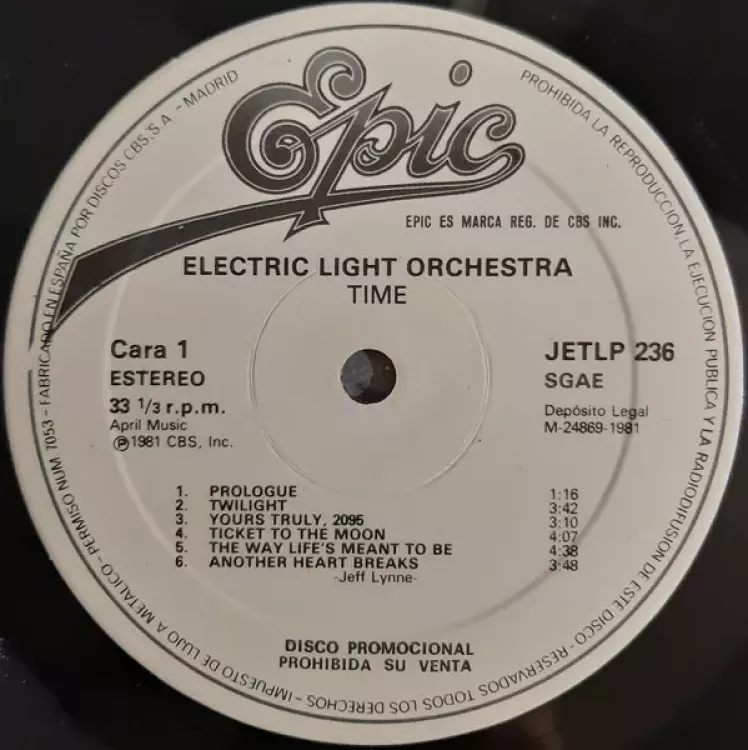 Epic
EPIC ES MARCA REG. DE CBS INC.
ELECTRIC LIGHT ORCHESTRA
TIME
Cara 1
ESTEREO
33 1/3 r.p.m.
April Music
℗ 1981 CBS, Inc.
JETLP 236
SGAE
Depósito Legal
M-24869-1981
1. PROLOGUE 1:16
2. TWILIGHT 3:42
3. YOURS TRULY, 2095 3:10
4. TICKET TO THE MOON 4:07
5. THE WAY LIFE'S MEANT TO BE 4:38
6. ANOTHER HEART BREAKS 3:48
-Jeff Lynne-
DISCO PROMOCIONAL
PROHIBIDA SU VENTA
PROHIBIDA LA REPRODUCCION LA EJECUCION PUBLICA Y LA RADIODIFUSION DE ESTE DISCO - RESERVADOS TODOS LOS DERECHOS - IMPUESTO DE LUJO A METALICO - PERMISO NUM. 7053 - FABRICADO EN ESPAÑA POR DISCOS CBS. S.A. - MADRID